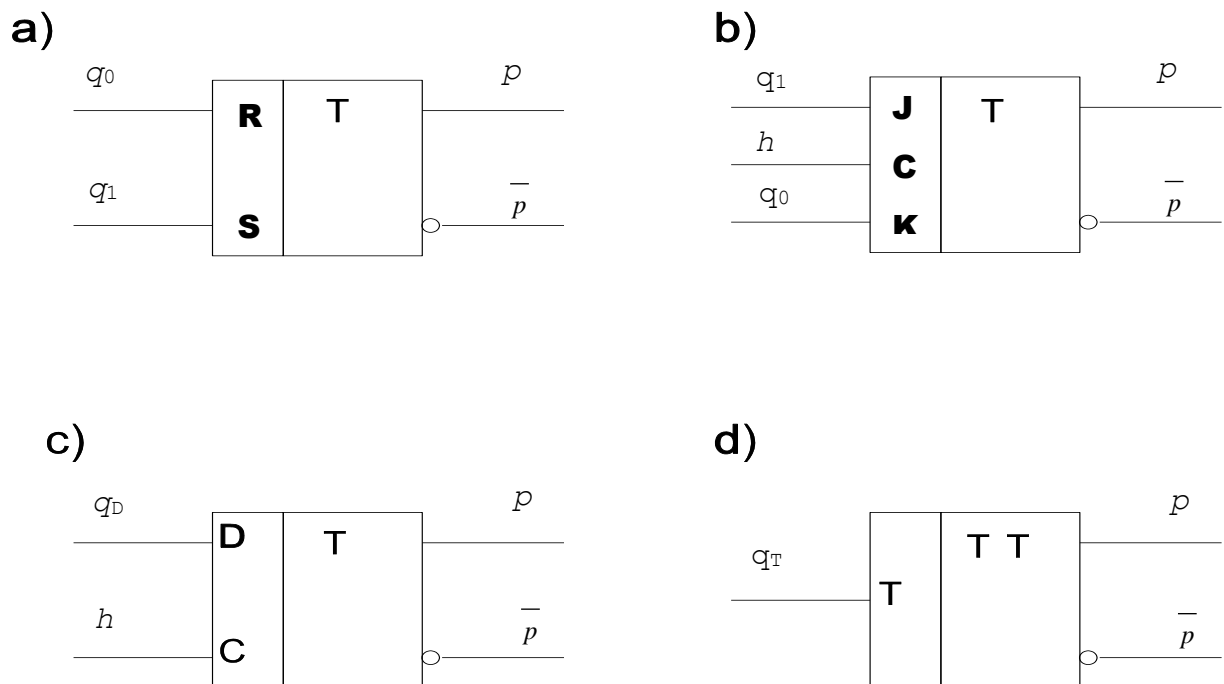 a)
q0 R T p
q1 S p̅
b)
q1 J T p
h C
q0 K p̅
c)
qD D T p
h C p̅
d)
qT T T T p
p̅